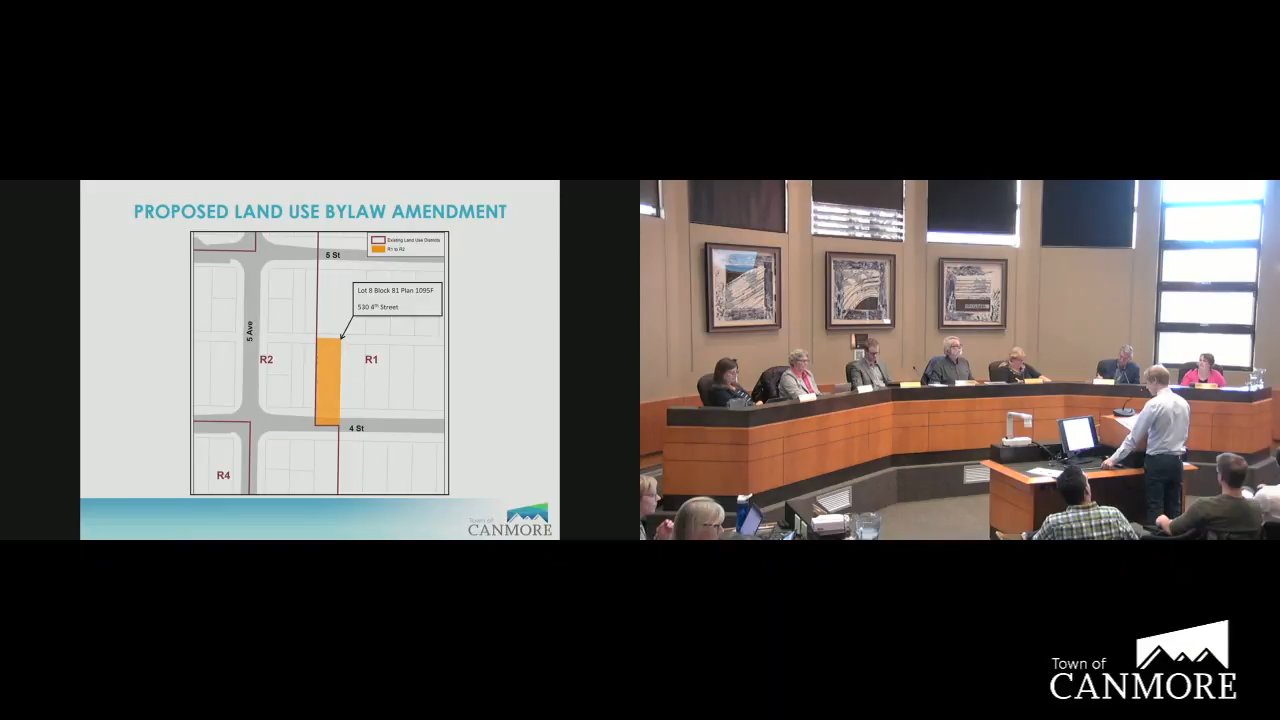 PROPOSED LAND USE BYLAW AMENDMENT
Existing Land Use Districts
R1 to R2
5 St
Lot 8 Block 81 Plan 1095F
530 4th Street
5 Ave
R2
R1
4 St
R4
Town of
CANMORE
Town of
CANMORE